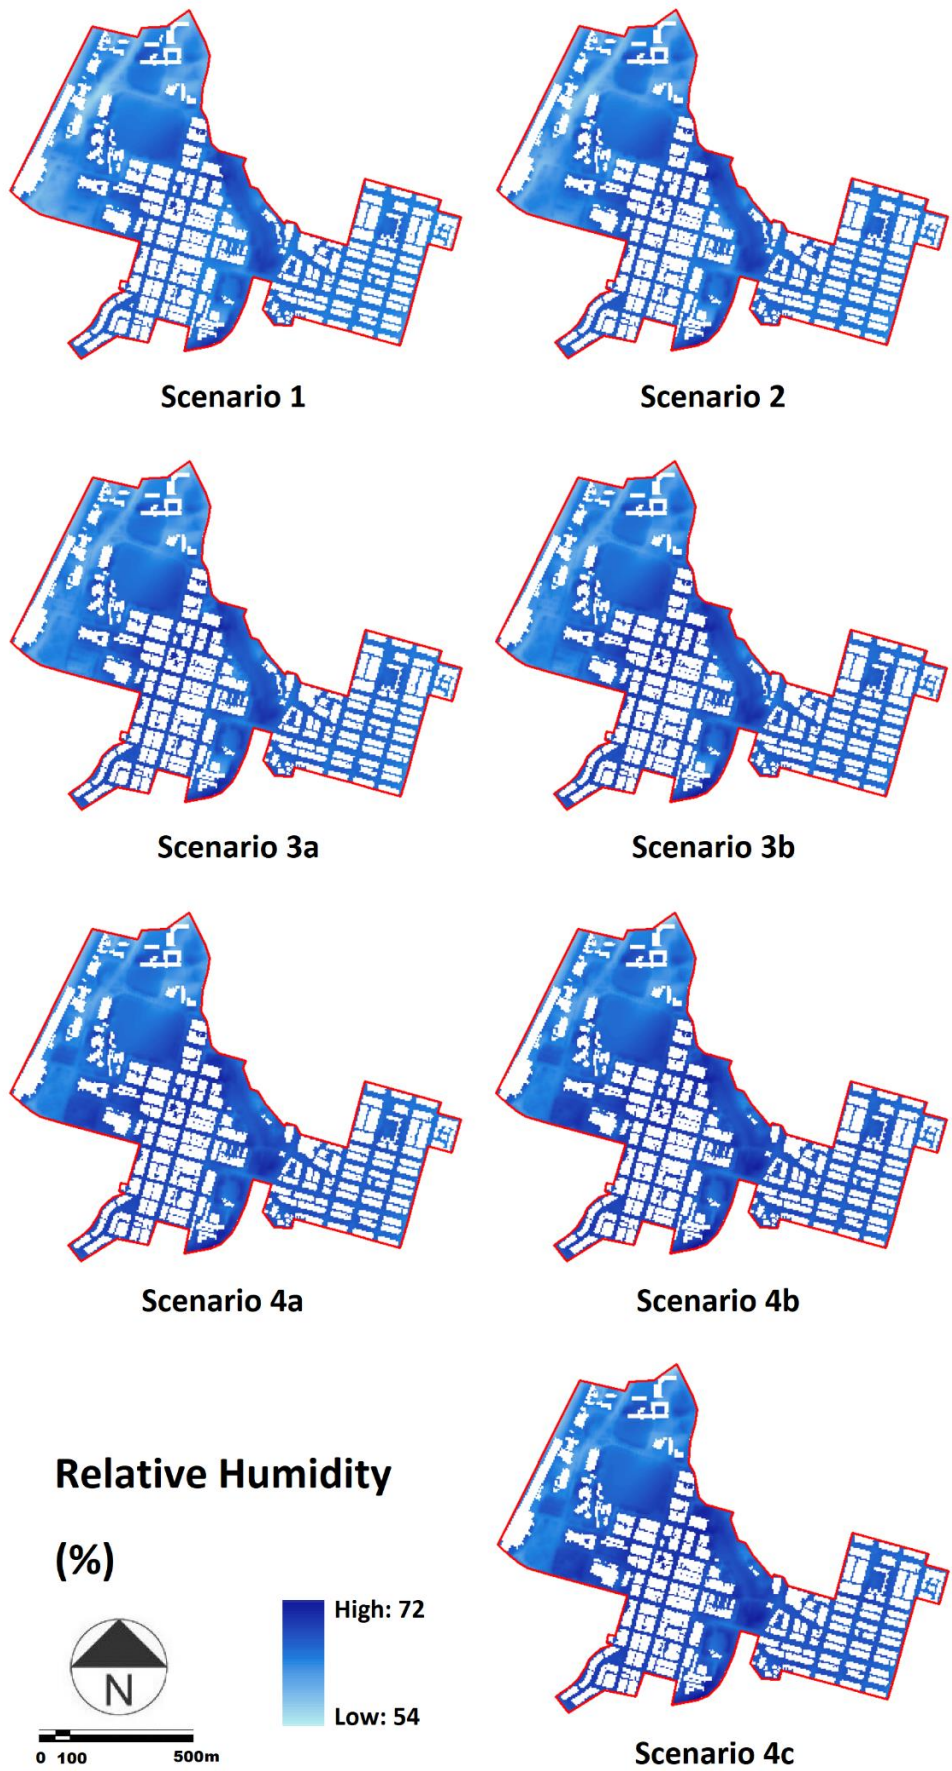 Scenario 1
Scenario 2
Scenario 3a
Scenario 3b
Scenario 4a
Scenario 4b
Relative Humidity
(%)
High: 72
Low: 54
N
0 100 500m
Scenario 4c